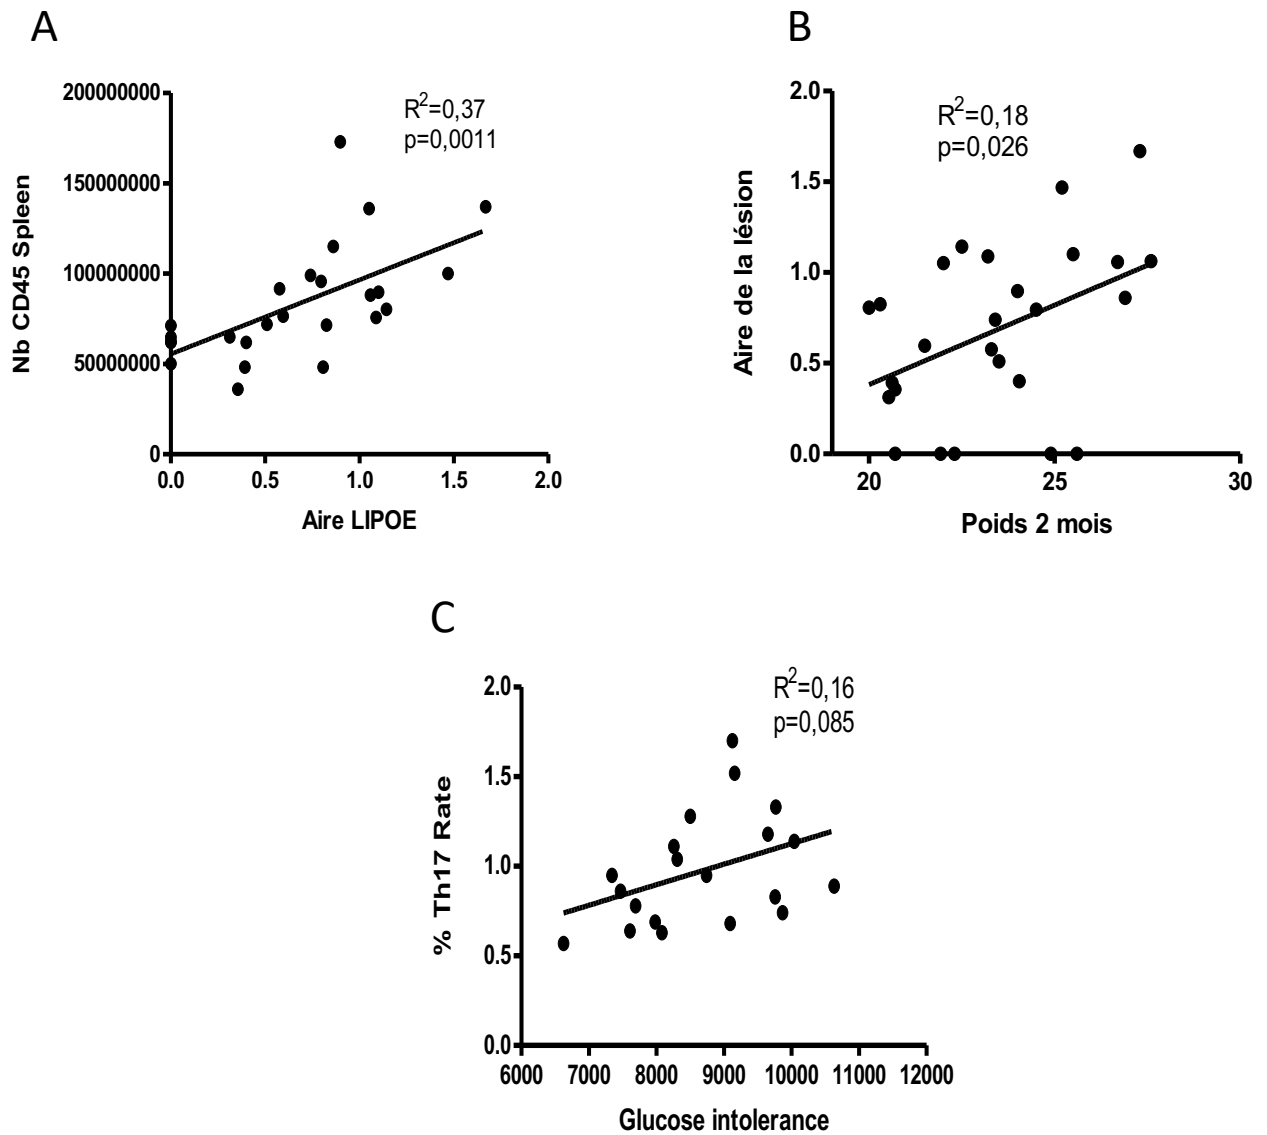 A
Nb CD45 Spleen
200000000
150000000
100000000
50000000
0
R²=0,37
p=0,0011
0.0 0.5 1.0 1.5 2.0
Aire LIPOE
B
Aire de la lésion
2.0
1.5
1.0
0.5
0.0
R²=0,18
p=0,026
20 25 30
Poids 2 mois
C
% Th17 Rate
2.0
1.5
1.0
0.5
0.0
R²=0,16
p=0,085
6000 7000 8000 9000 10000 11000 12000
Glucose intolerance